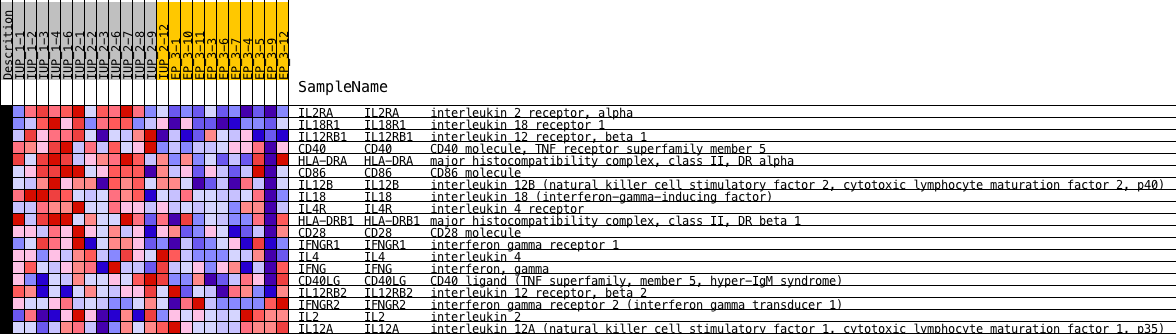 Descrition
IUP_1-1
IUP_1-2
IUP_1-3
IUP_1-4
IUP_1-6
IUP_2-1
IUP_2-2
IUP_2-3
IUP_2-6
IUP_2-7
IUP_2-8
IUP_2-9
IUP_2-12
EP_3-1
EP_3-10
EP_3-11
EP_3-3
EP_3-6
EP_3-7
EP_3-4
EP_3-5
EP_3-9
EP_3-12
SampleName
IL2RA IL2RA interleukin 2 receptor, alpha
IL18R1 IL18R1 interleukin 18 receptor 1
IL12RB1 IL12RB1 interleukin 12 receptor, beta 1
CD40 CD40 CD40 molecule, TNF receptor superfamily member 5
HLA-DRA HLA-DRA major histocompatibility complex, class II, DR alpha
CD86 CD86 CD86 molecule
IL12B IL12B interleukin 12B (natural killer cell stimulatory factor 2, cytotoxic lymphocyte maturation factor 2, p40)
IL18 IL18 interleukin 18 (interferon-gamma-inducing factor)
IL4R IL4R interleukin 4 receptor
HLA-DRB1 HLA-DRB1 major histocompatibility complex, class II, DR beta 1
CD28 CD28 CD28 molecule
IFNGR1 IFNGR1 interferon gamma receptor 1
IL4 IL4 interleukin 4
IFNG IFNG interferon, gamma
CD40LG CD40LG CD40 ligand (TNF superfamily, member 5, hyper-IgM syndrome)
IL12RB2 IL12RB2 interleukin 12 receptor, beta 2
IFNGR2 IFNGR2 interferon gamma receptor 2 (interferon gamma transducer 1)
IL2 IL2 interleukin 2
IL12A IL12A interleukin 12A (natural killer cell stimulatory factor 1, cytotoxic lymphocyte maturation factor 1, p35)